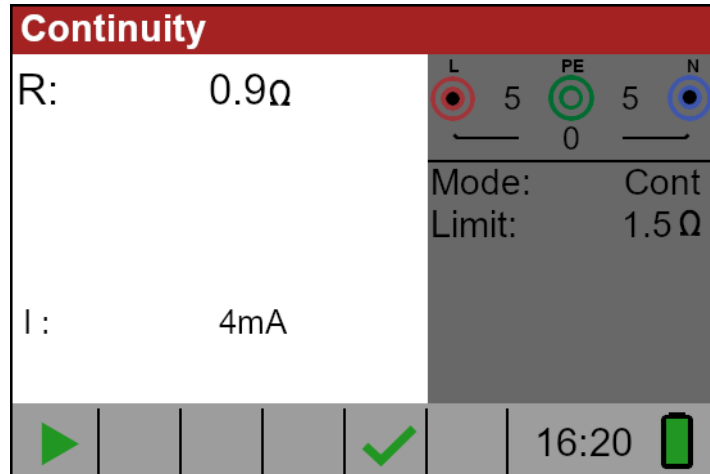 Continuity
R: 0.9Ω
L PE N
5 5
0
Mode: Cont
Limit: 1.5 Ω
I : 4mA
16:20